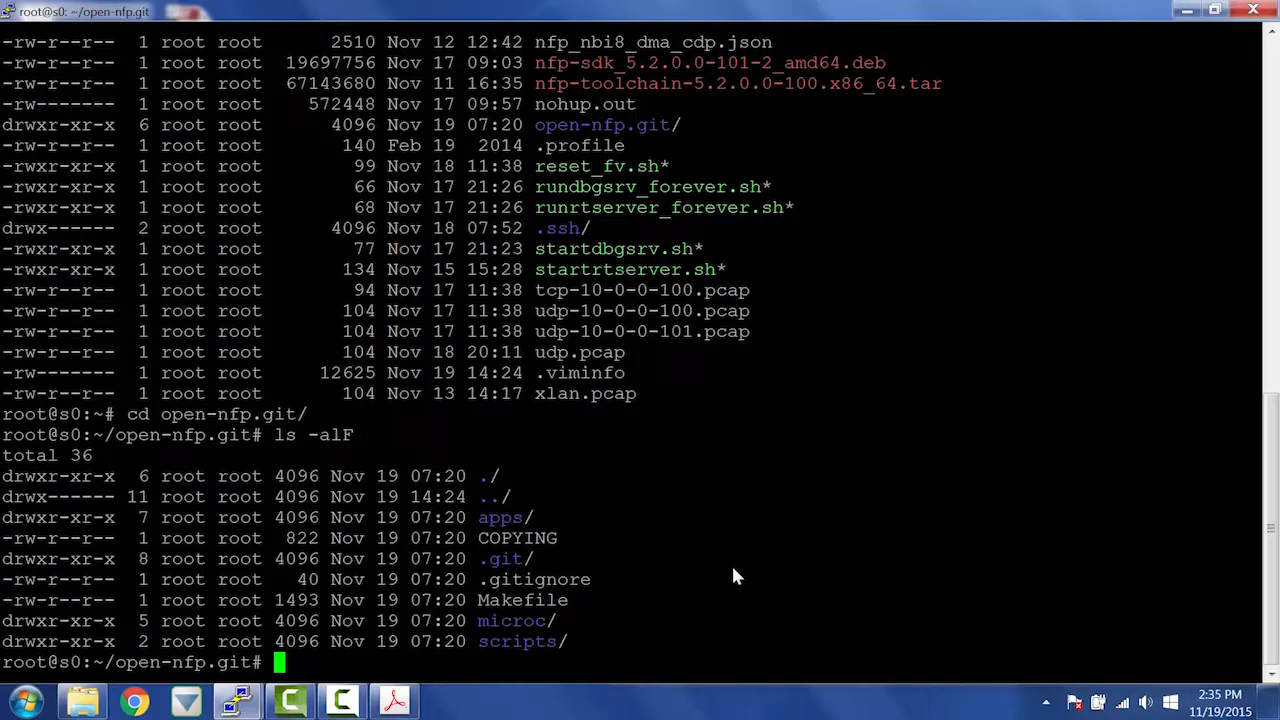 root@s0: ~/open-nfp.git
-rw-r--r-- 1 root root 2510 Nov 12 12:42 nfp_nbi8_dma_cdp.json
-rw-r--r-- 1 root root 19697756 Nov 17 09:03 nfp-sdk_5.2.0.0-101-2_amd64.deb
-rw-r--r-- 1 root root 67143680 Nov 11 16:35 nfp-toolchain-5.2.0.0-100.x86_64.tar
-rw------- 1 root root 572448 Nov 17 09:57 nohup.out
drwxr-xr-x 6 root root 4096 Nov 19 07:20 open-nfp.git/
-rw-r--r-- 1 root root 140 Feb 19 2014 .profile
-rwxr-xr-x 1 root root 99 Nov 18 11:38 reset_fv.sh*
-rwxr-xr-x 1 root root 66 Nov 17 21:26 rundbgsrv_forever.sh*
-rwxr-xr-x 1 root root 68 Nov 17 21:26 runrtserver_forever.sh*
drwx------ 2 root root 4096 Nov 18 07:52 .ssh/
-rwxr-xr-x 1 root root 77 Nov 17 21:23 startdbgsrv.sh*
-rwxr-xr-x 1 root root 134 Nov 15 15:28 startrtserver.sh*
-rw-r--r-- 1 root root 94 Nov 17 11:38 tcp-10-0-0-100.pcap
-rw-r--r-- 1 root root 104 Nov 17 11:38 udp-10-0-0-100.pcap
-rw-r--r-- 1 root root 104 Nov 17 11:38 udp-10-0-0-101.pcap
-rw-r--r-- 1 root root 104 Nov 18 20:11 udp.pcap
-rw------- 1 root root 12625 Nov 19 14:24 .viminfo
-rw-r--r-- 1 root root 104 Nov 13 14:17 xlan.pcap
root@s0:~# cd open-nfp.git/
root@s0:~/open-nfp.git# ls -alF
total 36
drwxr-xr-x 6 root root 4096 Nov 19 07:20 ./
drwx------ 11 root root 4096 Nov 19 14:24 ../
drwxr-xr-x 7 root root 4096 Nov 19 07:20 apps/
-rw-r--r-- 1 root root 822 Nov 19 07:20 COPYING
drwxr-xr-x 8 root root 4096 Nov 19 07:20 .git/
-rw-r--r-- 1 root root 40 Nov 19 07:20 .gitignore
-rw-r--r-- 1 root root 1493 Nov 19 07:20 Makefile
drwxr-xr-x 5 root root 4096 Nov 19 07:20 microc/
drwxr-xr-x 2 root root 4096 Nov 19 07:20 scripts/
root@s0:~/open-nfp.git#
2:35 PM
11/19/2015